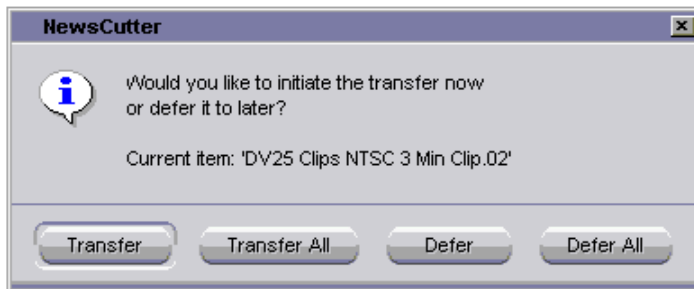 NewsCutter
Would you like to initiate the transfer now
or defer it to later?
Current item: 'DV25 Clips NTSC 3 Min Clip.02'
Transfer Transfer All Defer Defer All